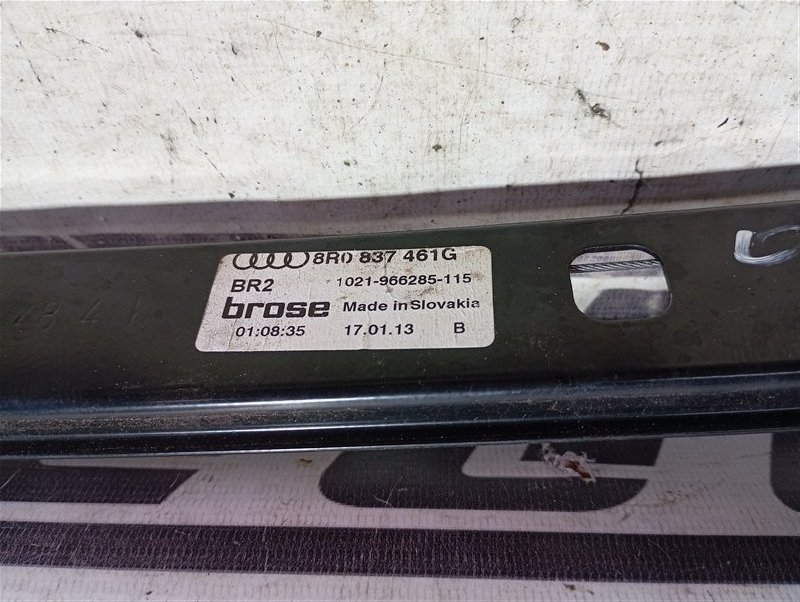 8R0 837 461G
BR2 1021-966285-115
brose Made in Slovakia
01:08:35 17.01.13 B